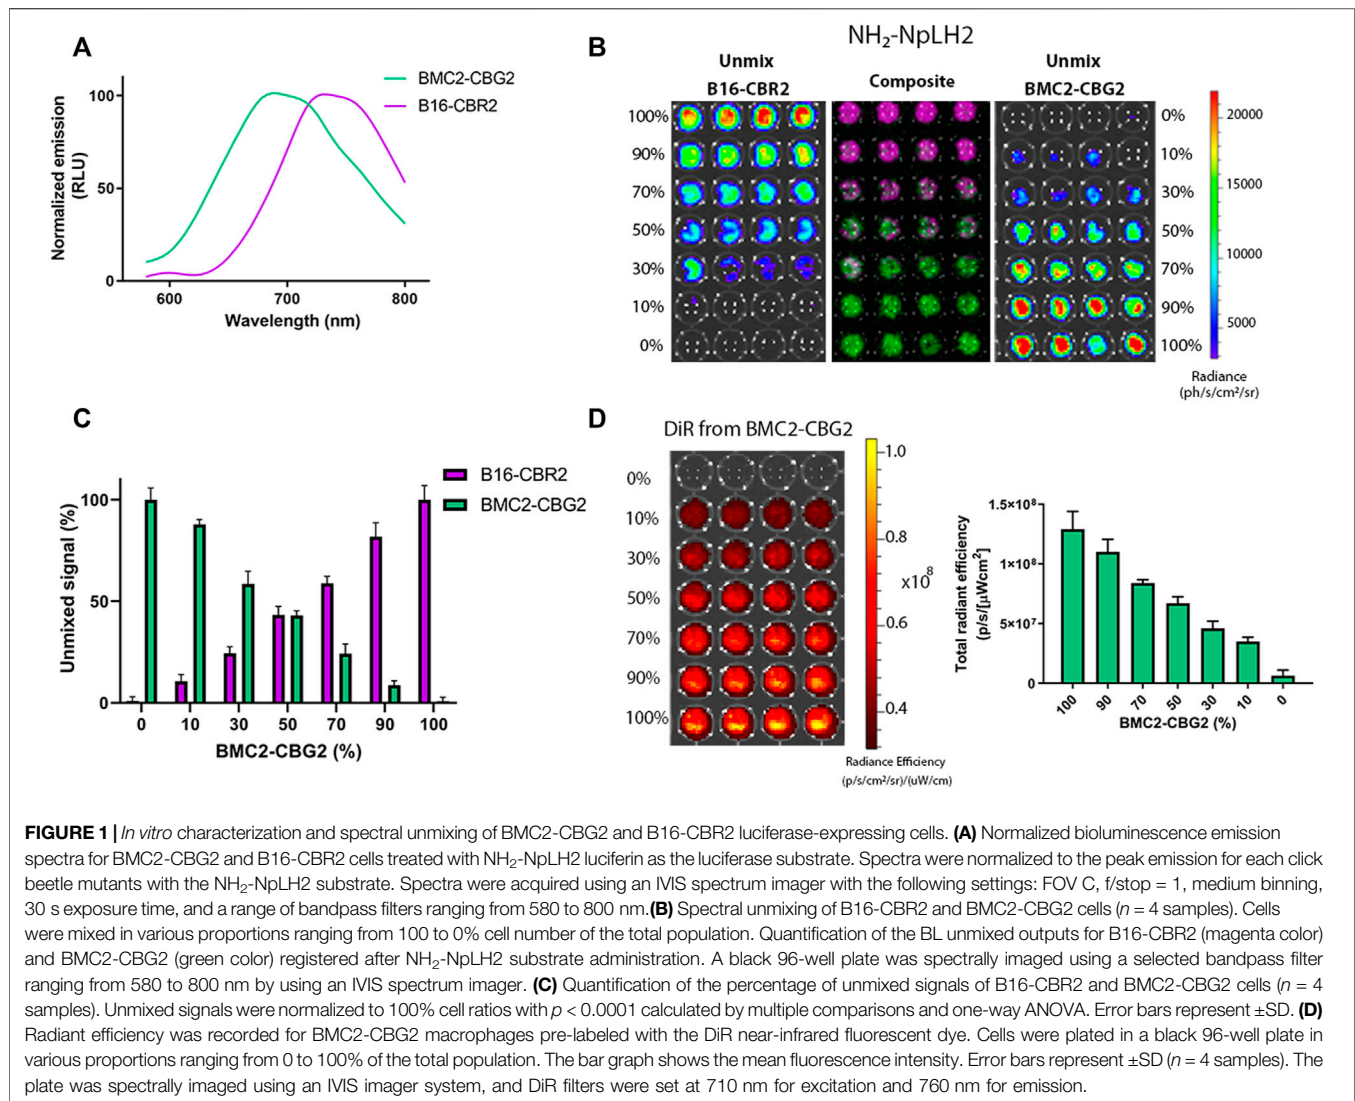 A
BMC2-CBG2
B16-CBR2
Normalized emission
(RLU)
100
50
0
600
700
800
Wavelength (nm)
B
NH₂-NpLH2
Unmix
B16-CBR2
Composite
Unmix
BMC2-CBG2
100%
90%
70%
50%
30%
10%
0%
0%
10%
30%
50%
70%
90%
100%
20000
15000
10000
5000
Radiance
(ph/s/cm²/sr)
C
B16-CBR2
BMC2-CBG2
Unmixed signal (%)
100
50
0
0 10 30 50 70 90 100
BMC2-CBG2 (%)
D
DiR from BMC2-CBG2
0%
10%
30%
50%
70%
90%
100%
1.0
0.8
x10⁸
0.6
0.4
Radiance Efficiency
(p/s/cm²/sr)/(uW/cm)
Total radiant efficiency
(p/s/[µWcm²]
1.5×10⁸
1×10⁸
5×10⁷
0
100 90 70 50 30 10 0
BMC2-CBG2 (%)
FIGURE 1 | In vitro characterization and spectral unmixing of BMC2-CBG2 and B16-CBR2 luciferase-expressing cells. (A) Normalized bioluminescence emission
spectra for BMC2-CBG2 and B16-CBR2 cells treated with NH₂-NpLH2 luciferin as the luciferase substrate. Spectra were normalized to the peak emission for each click
beetle mutants with the NH₂-NpLH2 substrate. Spectra were acquired using an IVIS spectrum imager with the following settings: FOV C, f/stop = 1, medium binning,
30 s exposure time, and a range of bandpass filters ranging from 580 to 800 nm.(B) Spectral unmixing of B16-CBR2 and BMC2-CBG2 cells (n = 4 samples). Cells
were mixed in various proportions ranging from 100 to 0% cell number of the total population. Quantification of the BL unmixed outputs for B16-CBR2 (magenta color)
and BMC2-CBG2 (green color) registered after NH₂-NpLH2 substrate administration. A black 96-well plate was spectrally imaged using a selected bandpass filter
ranging from 580 to 800 nm by using an IVIS spectrum imager. (C) Quantification of the percentage of unmixed signals of B16-CBR2 and BMC2-CBG2 cells (n = 4
samples). Unmixed signals were normalized to 100% cell ratios with p < 0.0001 calculated by multiple comparisons and one-way ANOVA. Error bars represent ±SD. (D)
Radiant efficiency was recorded for BMC2-CBG2 macrophages pre-labeled with the DiR near-infrared fluorescent dye. Cells were plated in a black 96-well plate in
various proportions ranging from 0 to 100% of the total population. The bar graph shows the mean fluorescence intensity. Error bars represent ±SD (n = 4 samples). The
plate was spectrally imaged using an IVIS imager system, and DiR filters were set at 710 nm for excitation and 760 nm for emission.